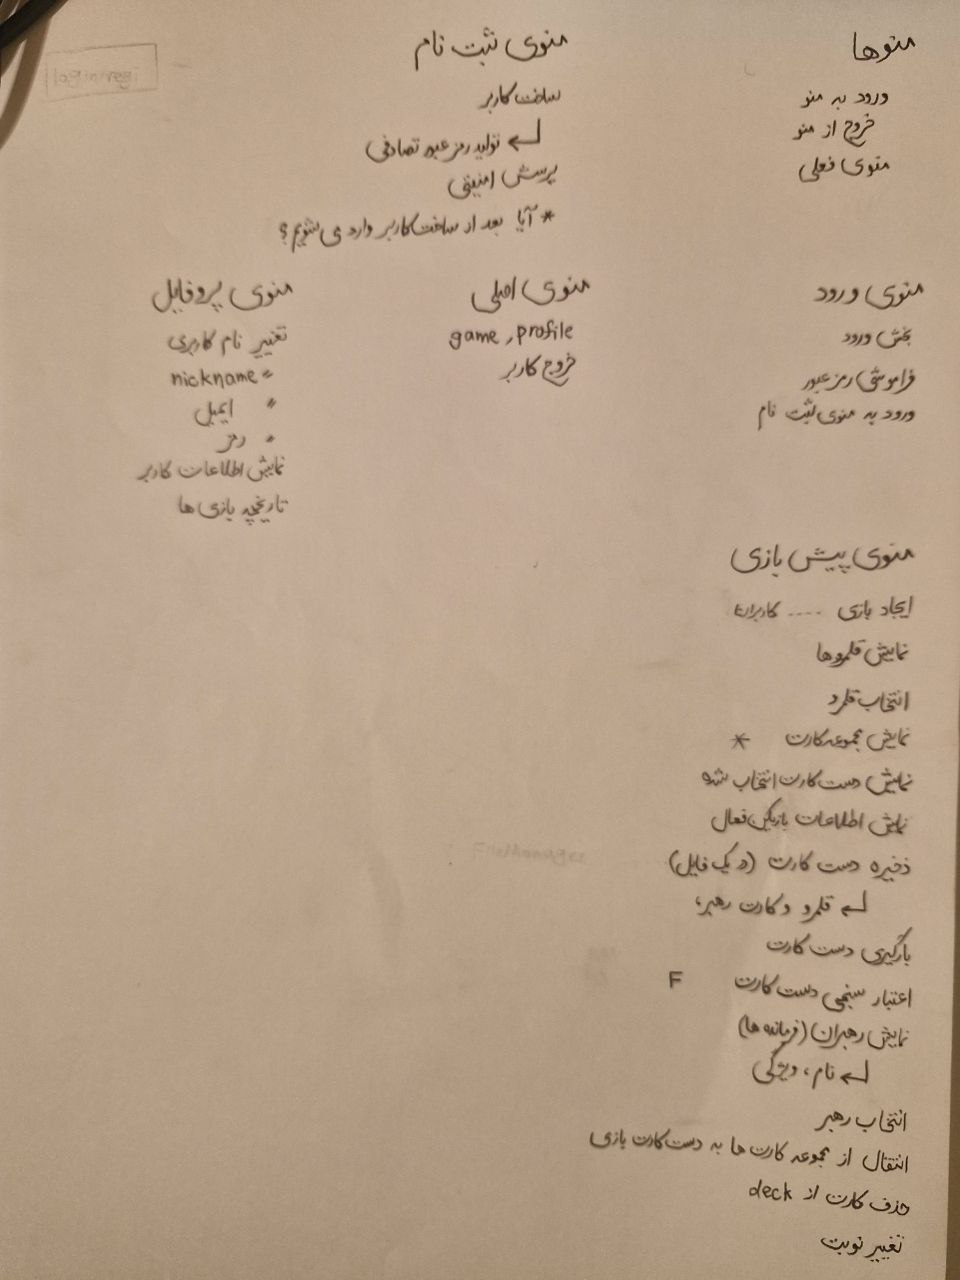 منوها
ورود به منو
خروج از منو
منوی فعلی
منوی ثبت نام
ساخت کاربر
↲ تولید رمز عبور تصادفی
پرسش امنیتی
* آیا بعد از ساخت کاربر وارد می شویم؟
منوی ورود
بخش ورود
فراموشی رمز عبور
ورود به منوی ثبت نام
منوی اصلی
game, profile
خروج کاربر
منوی پروفایل
تغییر نام کاربری
〃 nickname
〃 ایمیل
〃 رمز
نمایش اطلاعات کاربر
تاریخچه بازی ها
منوی پیش بازی
ایجاد بازی ....
نمایش قلمروها
انتخاب قلمرو
نمایش مجموعه کارت *
نمایش دست کارت انتخاب شده
نمایش اطلاعات بازیکن فعال
ذخیره دست کارت (در یک فایل)
↲ قلمرو و کارت رهبر،
بارگیری دست کارت
اعتبار سنجی دست کارت F
نمایش رهبران (فرمانده ها)
↲ نام، ویژگی
انتخاب رهبر
انتقال از مجموعه کارت ها به دست کارت بازی
حذف کارت از deck
تغییر نوبت